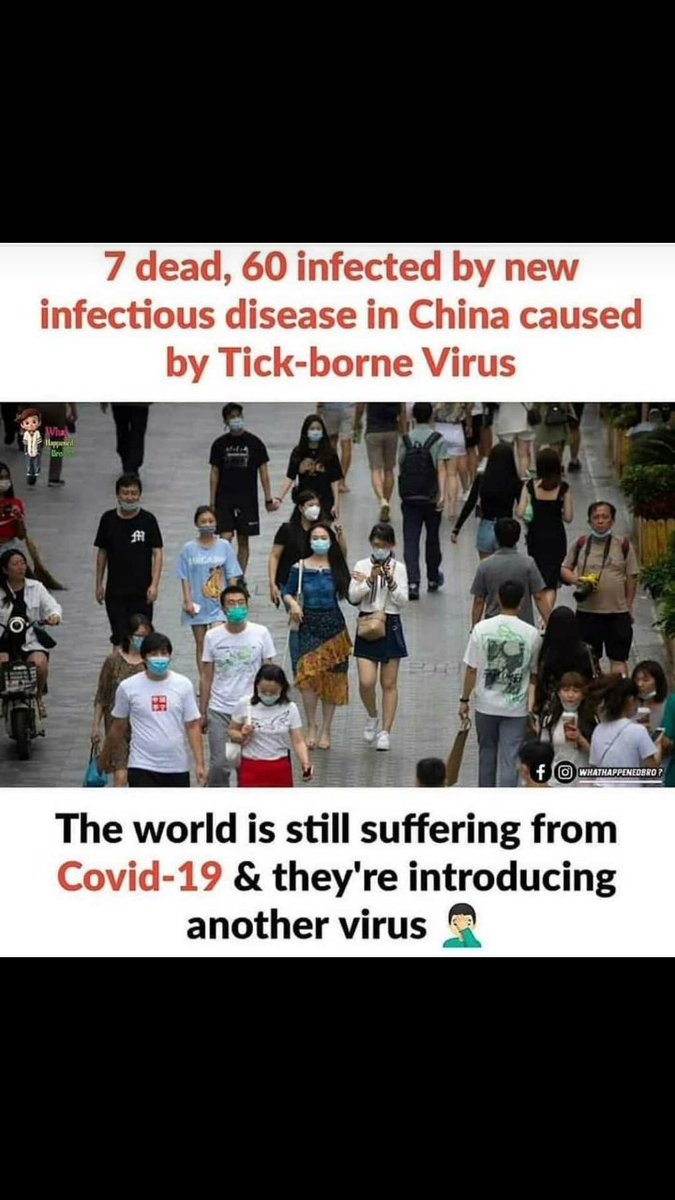 7 dead, 60 infected by new
infectious disease in China caused
by Tick-borne Virus
What
Happened
Bro
WHATHAPPENEDBRO ?
The world is still suffering from
Covid-19 & they're introducing
another virus 🤦🏻‍♂️